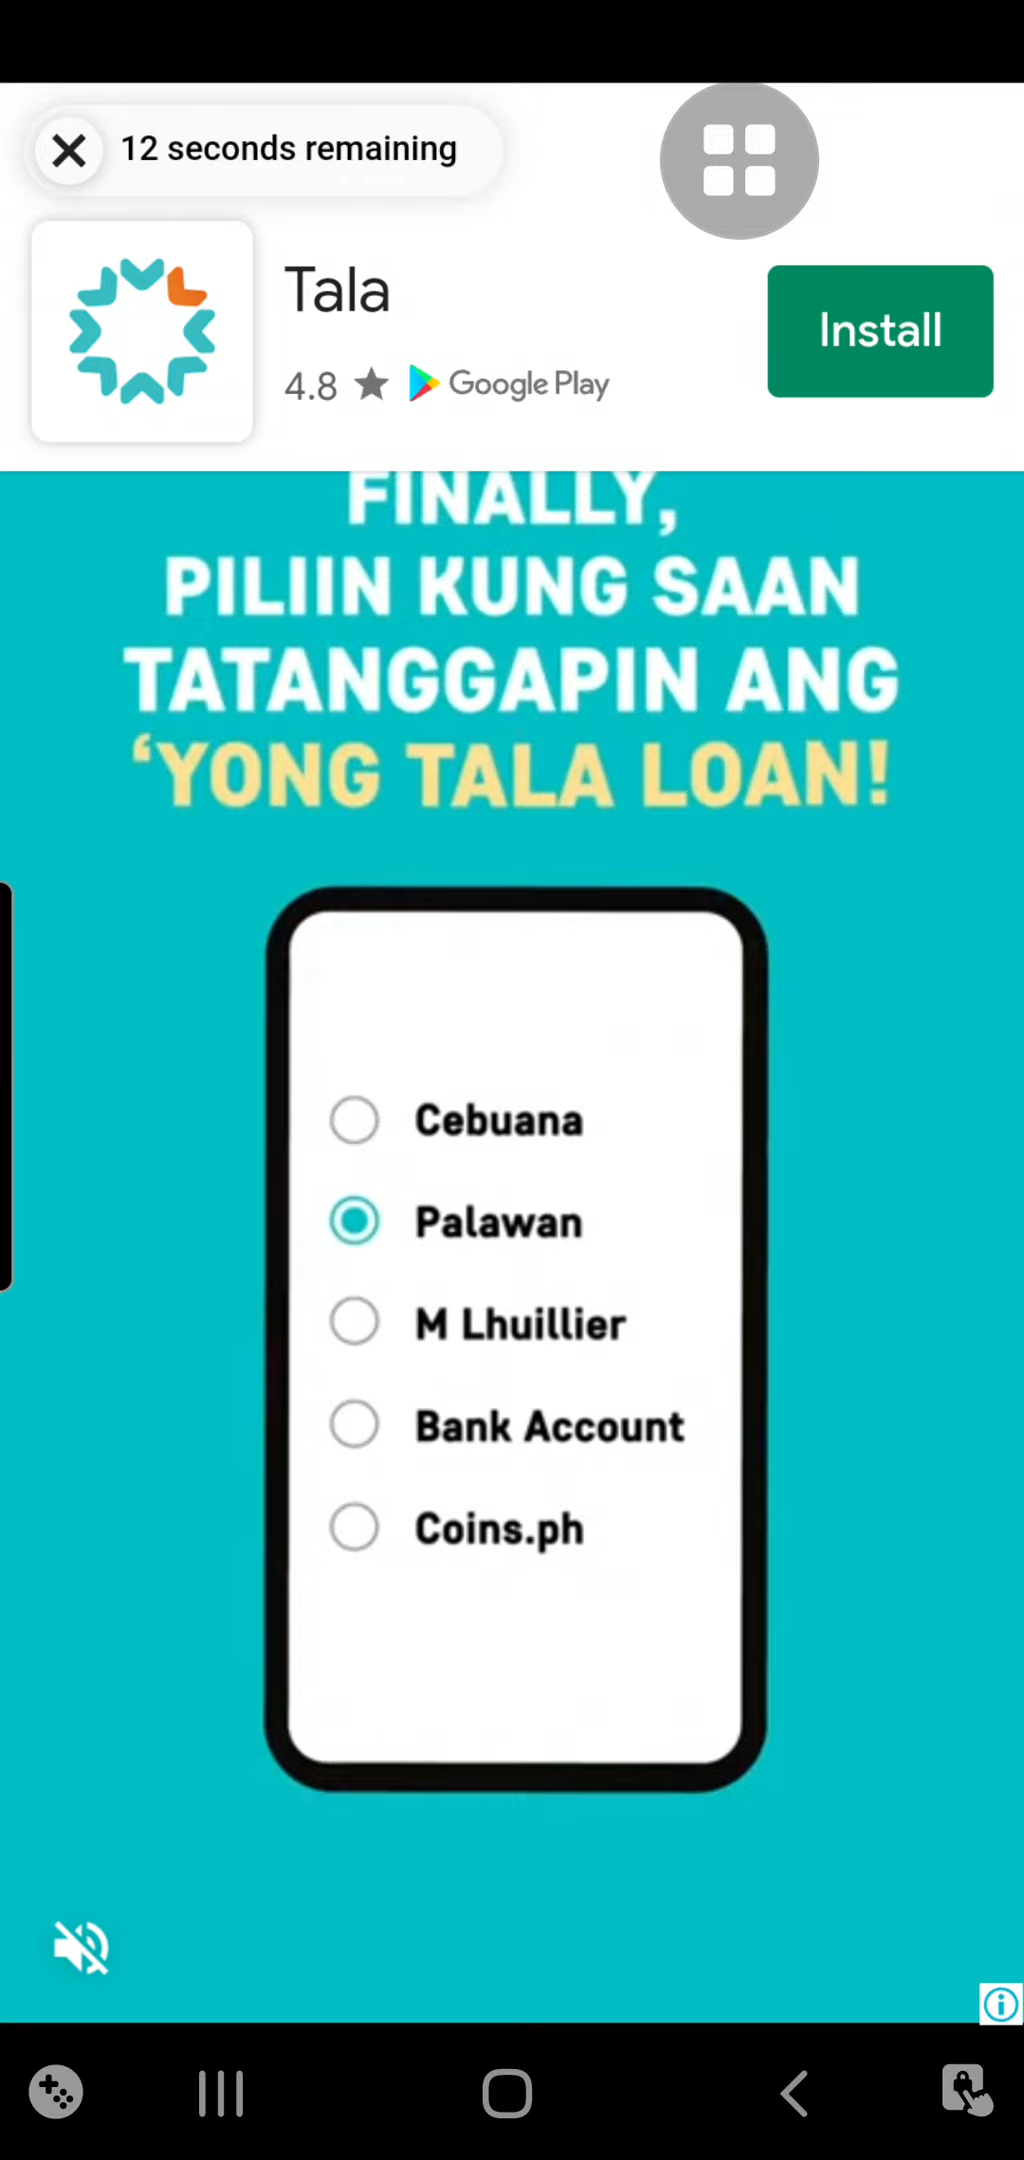 12 seconds remaining
Tala
4.8 ★ Google Play
Install
FINALLY,
PILIIN KUNG SAAN
TATANGGAPIN ANG
‘YONG TALA LOAN!
Cebuana
Palawan
M Lhuillier
Bank Account
Coins.ph